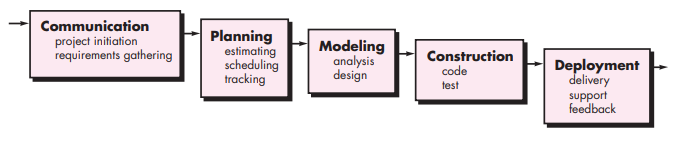 Communication
project initiation
requirements gathering
Planning
estimating
scheduling
tracking
Modeling
analysis
design
Construction
code
test
Deployment
delivery
support
feedback